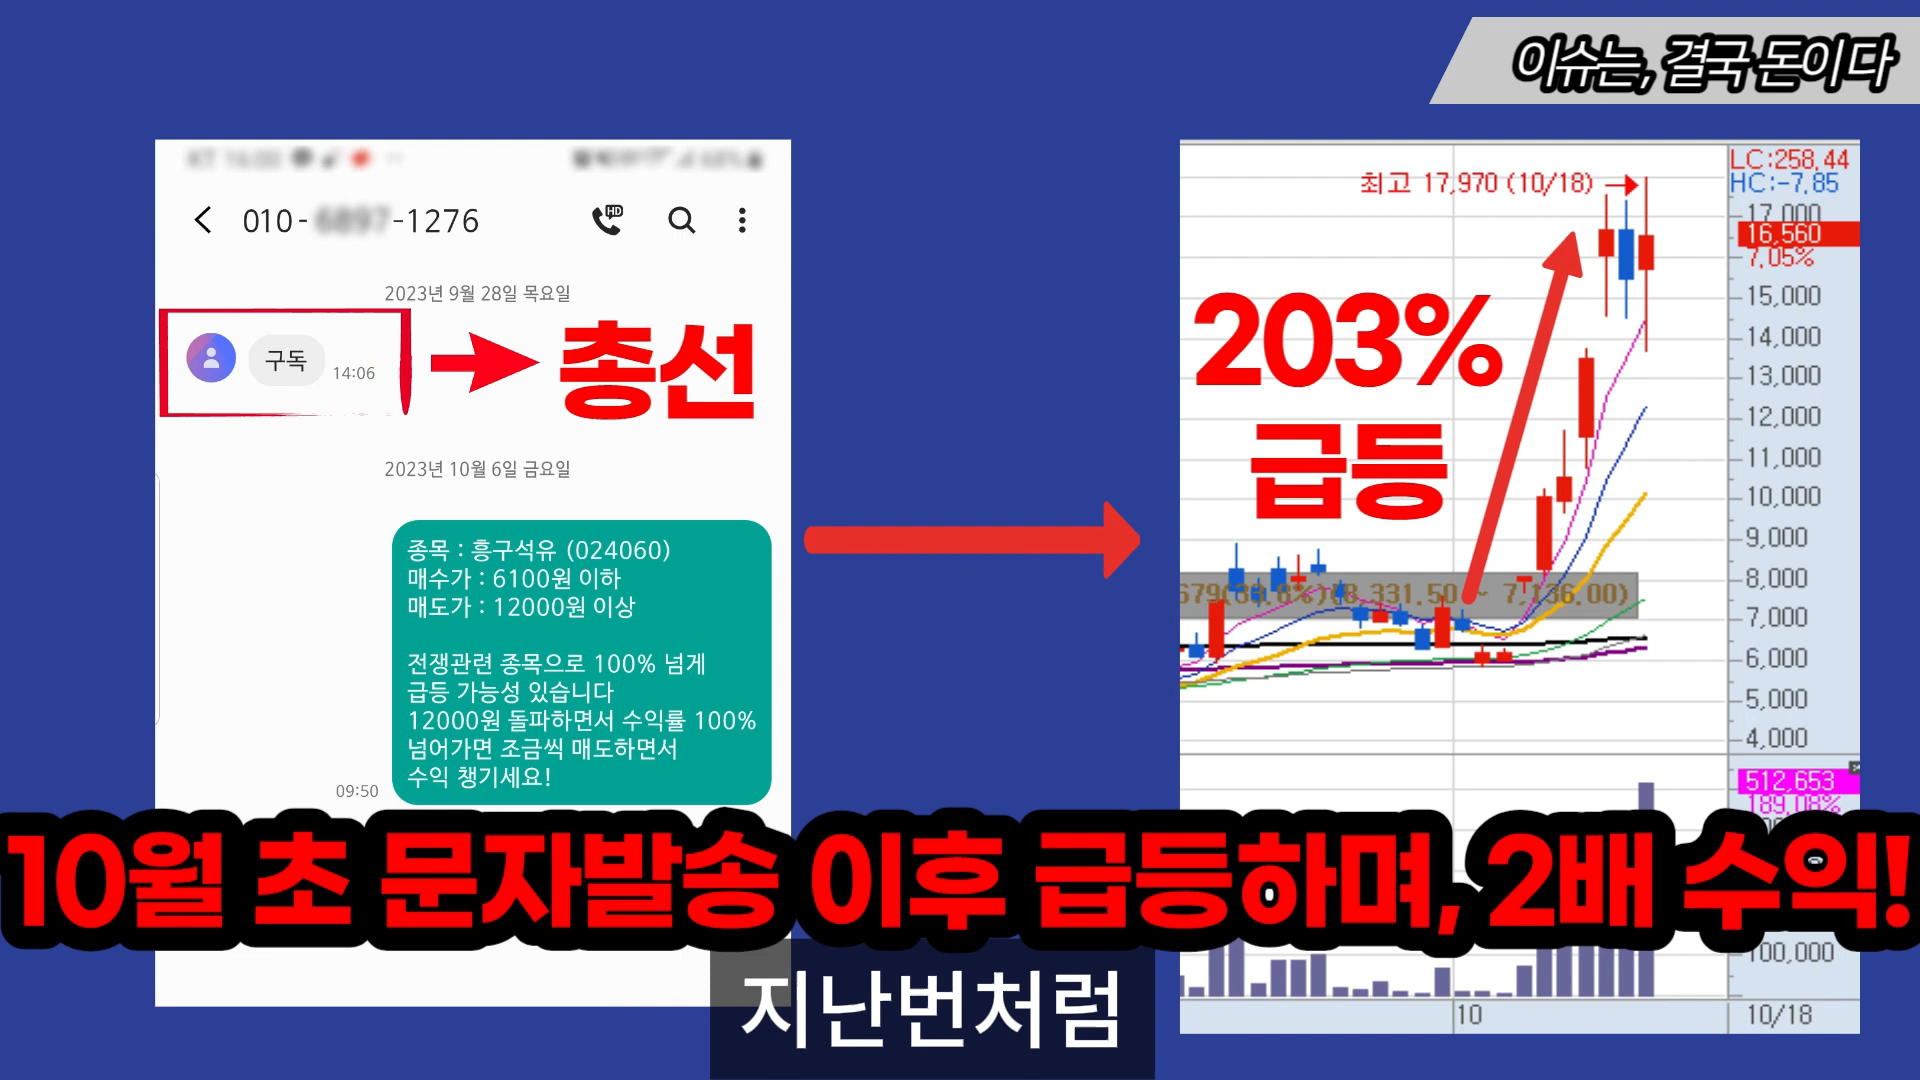 이슈는, 결국 돈이다
010-
-1276
2023년 9월 28일 목요일
구독
14:06
총선
2023년 10월 6일 금요일
종목 : 흥구석유 (024060)
매수가 : 6100원 이하
매도가 : 12000원 이상
전쟁관련 종목으로 100% 넘게
급등 가능성 있습니다
12000원 돌파하면서 수익률 100%
넘어가면 조금씩 매도하면서
수익 챙기세요!
09:50
최고 17,970 (10/18)
LC:258.44
HC:-7.85
17,000
16,560
7.05%
15,000
14,000
13,000
12,000
11,000
10,000
9,000
8,000
7,000
6,000
5,000
4,000
203%
급등
(8,331.50 ~ 7,136.00)
512,653
189.08%
10월 초 문자발송 이후 급등하며, 2배 수익!
100,000
10
10/18
지난번처럼